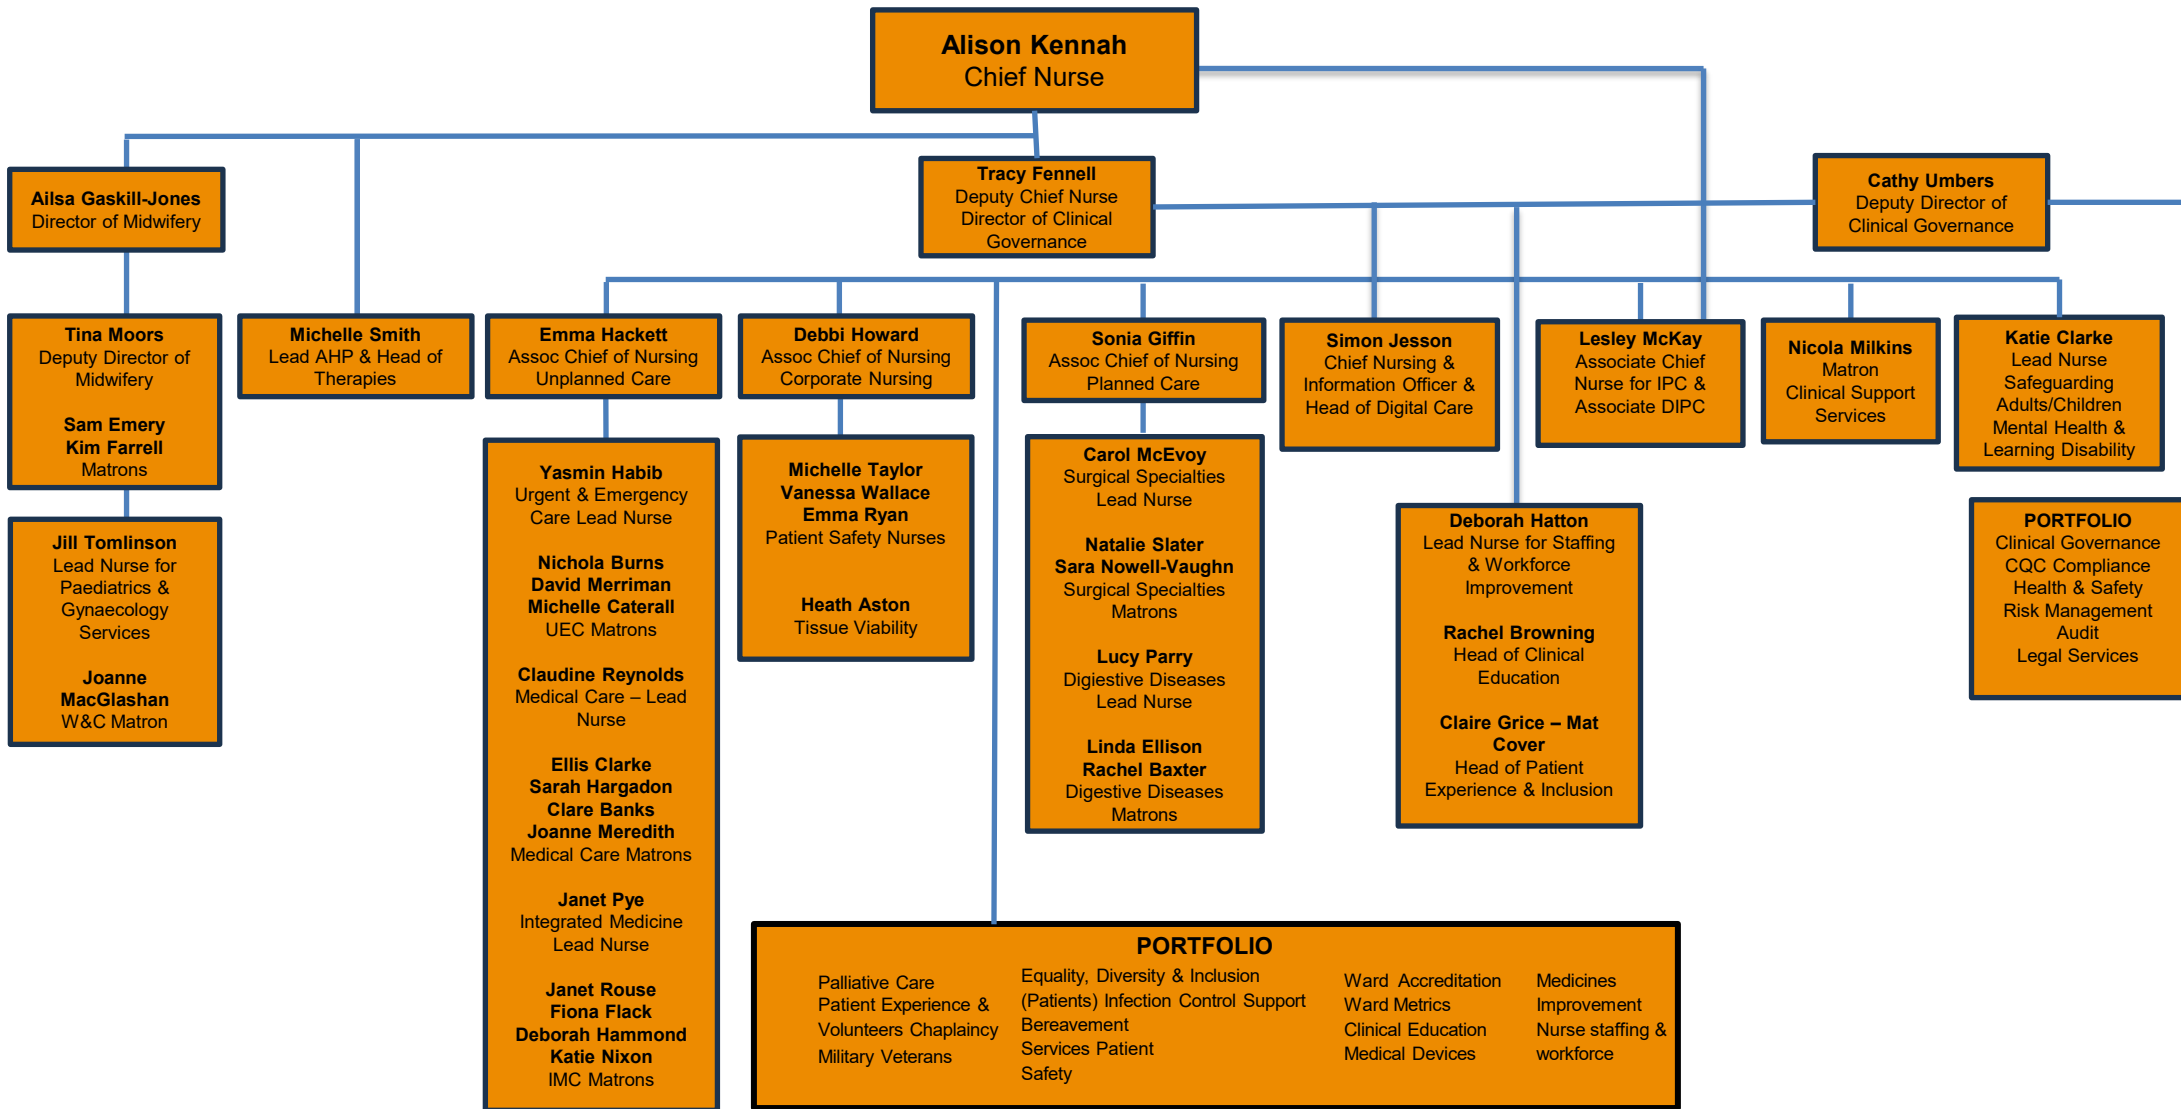 Alison Kennah
Chief Nurse
Ailsa Gaskill-Jones
Director of Midwifery
Tracy Fennell
Deputy Chief Nurse
Director of Clinical
Governance
Cathy Umbers
Deputy Director of
Clinical Governance
Tina Moors
Deputy Director of
Midwifery
Sam Emery
Kim Farrell
Matrons
Michelle Smith
Lead AHP & Head of
Therapies
Emma Hackett
Assoc Chief of Nursing
Unplanned Care
Debbi Howard
Assoc Chief of Nursing
Corporate Nursing
Sonia Giffin
Assoc Chief of Nursing
Planned Care
Simon Jesson
Chief Nursing &
Information Officer &
Head of Digital Care
Lesley McKay
Associate Chief
Nurse for IPC &
Associate DIPC
Nicola Milkins
Matron
Clinical Support
Services
Katie Clarke
Lead Nurse
Safeguarding
Adults/Children
Mental Health &
Learning Disability
Jill Tomlinson
Lead Nurse for
Paediatrics &
Gynaecology
Services
Joanne
MacGlashan
W&C Matron
Yasmin Habib
Urgent & Emergency
Care Lead Nurse
Nichola Burns
David Merriman
Michelle Caterall
UEC Matrons
Claudine Reynolds
Medical Care – Lead
Nurse
Ellis Clarke
Sarah Hargadon
Clare Banks
Joanne Meredith
Medical Care Matrons
Janet Pye
Integrated Medicine
Lead Nurse
Janet Rouse
Fiona Flack
Deborah Hammond
Katie Nixon
IMC Matrons
Michelle Taylor
Vanessa Wallace
Emma Ryan
Patient Safety Nurses
Heath Aston
Tissue Viability
Carol McEvoy
Surgical Specialties
Lead Nurse
Natalie Slater
Sara Nowell-Vaughn
Surgical Specialties
Matrons
Lucy Parry
Digiestive Diseases
Lead Nurse
Linda Ellison
Rachel Baxter
Digestive Diseases
Matrons
Deborah Hatton
Lead Nurse for Staffing
& Workforce
Improvement
Rachel Browning
Head of Clinical
Education
Claire Grice – Mat
Cover
Head of Patient
Experience & Inclusion
PORTFOLIO
Clinical Governance
CQC Compliance
Health & Safety
Risk Management
Audit
Legal Services
PORTFOLIO
Palliative Care
Patient Experience &
Volunteers Chaplaincy
Military Veterans
Equality, Diversity & Inclusion
(Patients) Infection Control Support
Bereavement
Services Patient
Safety
Ward Accreditation
Ward Metrics
Clinical Education
Medical Devices
Medicines
Improvement
Nurse staffing &
workforce